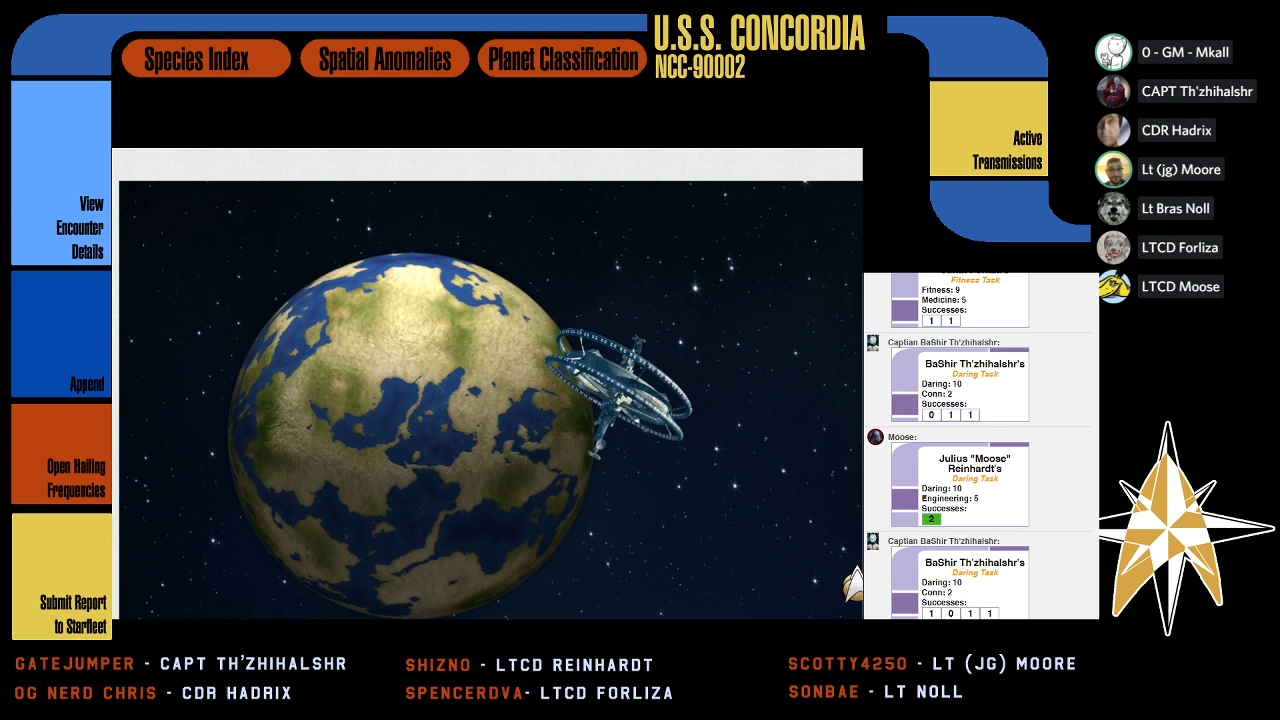 Species Index
Spatial Anomalies
Planet Classification
U.S.S. CONCORDIA
NCC-90002
View
Encounter
Details
Append
Open Hailing
Frequencies
Submit Report
to Starfleet
Active
Transmissions
0 - GM - Mkall
CAPT Th'zhihalshr
CDR Hadrix
Lt (jg) Moore
Lt Bras Noll
LTCD Forliza
LTCD Moose
Fitness Task
Fitness: 9
Medicine: 5
Successes:
1 1
Captian BaShir Th'zhihalshr:
BaShir Th'zhihalshr's
Daring Task
Daring: 10
Conn: 2
Successes:
0 1 1
Moose:
Julius "Moose"
Reinhardt's
Daring Task
Daring: 10
Engineering: 5
Successes:
2
Captian BaShir Th'zhihalshr:
BaShir Th'zhihalshr's
Daring Task
Daring: 10
Conn: 2
Successes:
1 0 1 1
GATEJUMPER - CAPT TH'ZHIHALSHR
OG NERD CHRIS - CDR HADRIX
SHIZNO - LTCD REINHARDT
SPENCERDVA- LTCD FORLIZA
SCOTTY4250 - LT (JG) MOORE
SONBAE - LT NOLL